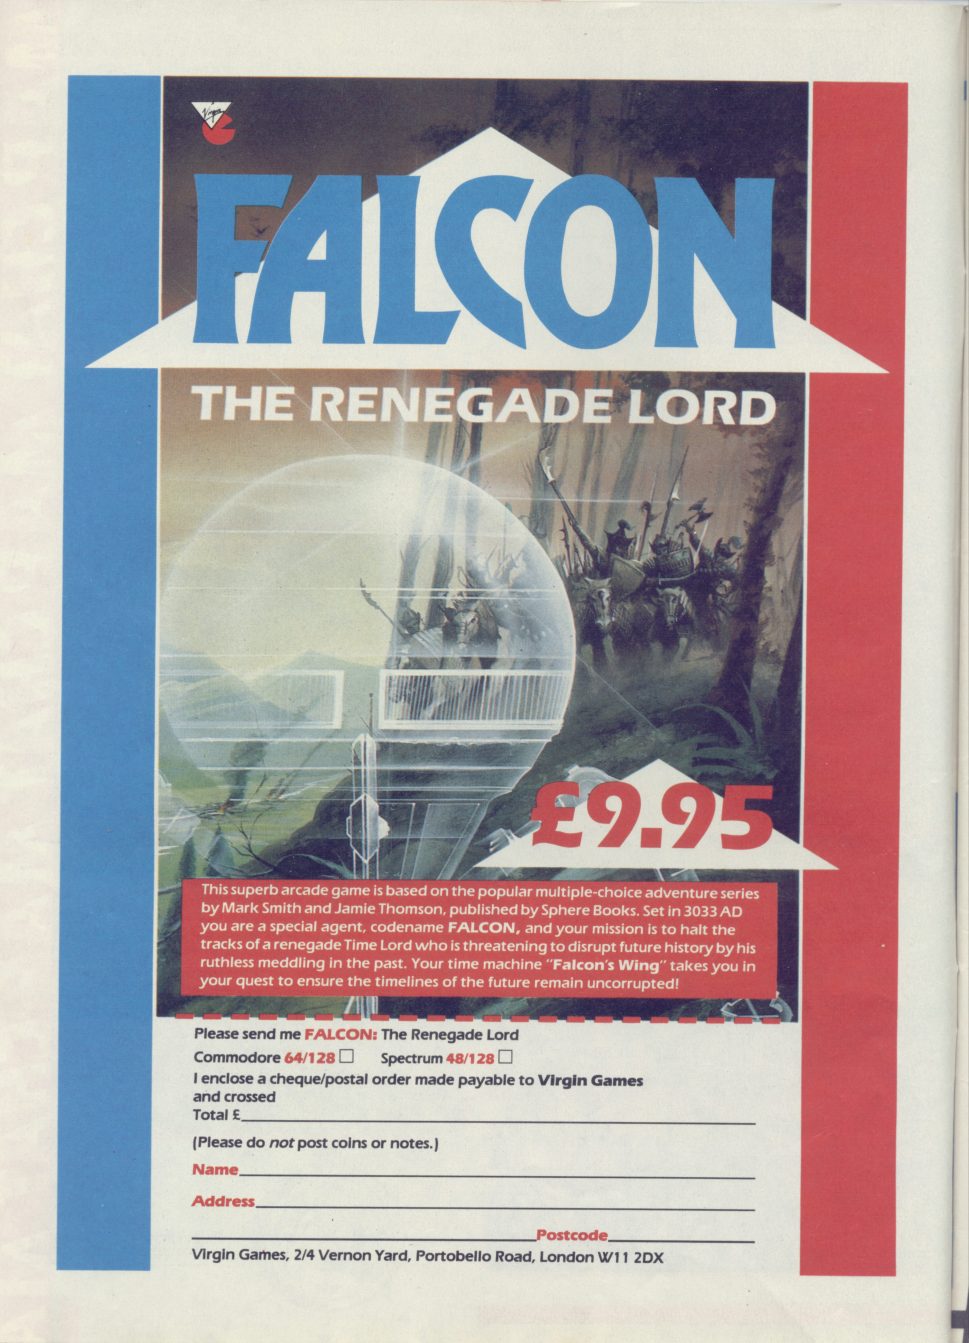 Virgin
FALCON
THE RENEGADE LORD
£9.95
This superb arcade game is based on the popular multiple-choice adventure series
by Mark Smith and Jamie Thomson, published by Sphere Books. Set in 3033 AD
you are a special agent, codename FALCON, and your mission is to halt the
tracks of a renegade Time Lord who is threatening to disrupt future history by his
ruthless meddling in the past. Your time machine "Falcon's Wing" takes you in
your quest to ensure the timelines of the future remain uncorrupted!
Please send me FALCON: The Renegade Lord
Commodore 64/128 □ Spectrum 48/128 □
I enclose a cheque/postal order made payable to Virgin Games
and crossed
Total £
(Please do not post coins or notes.)
Name
Address
Postcode
Virgin Games, 2/4 Vernon Yard, Portobello Road, London W11 2DX